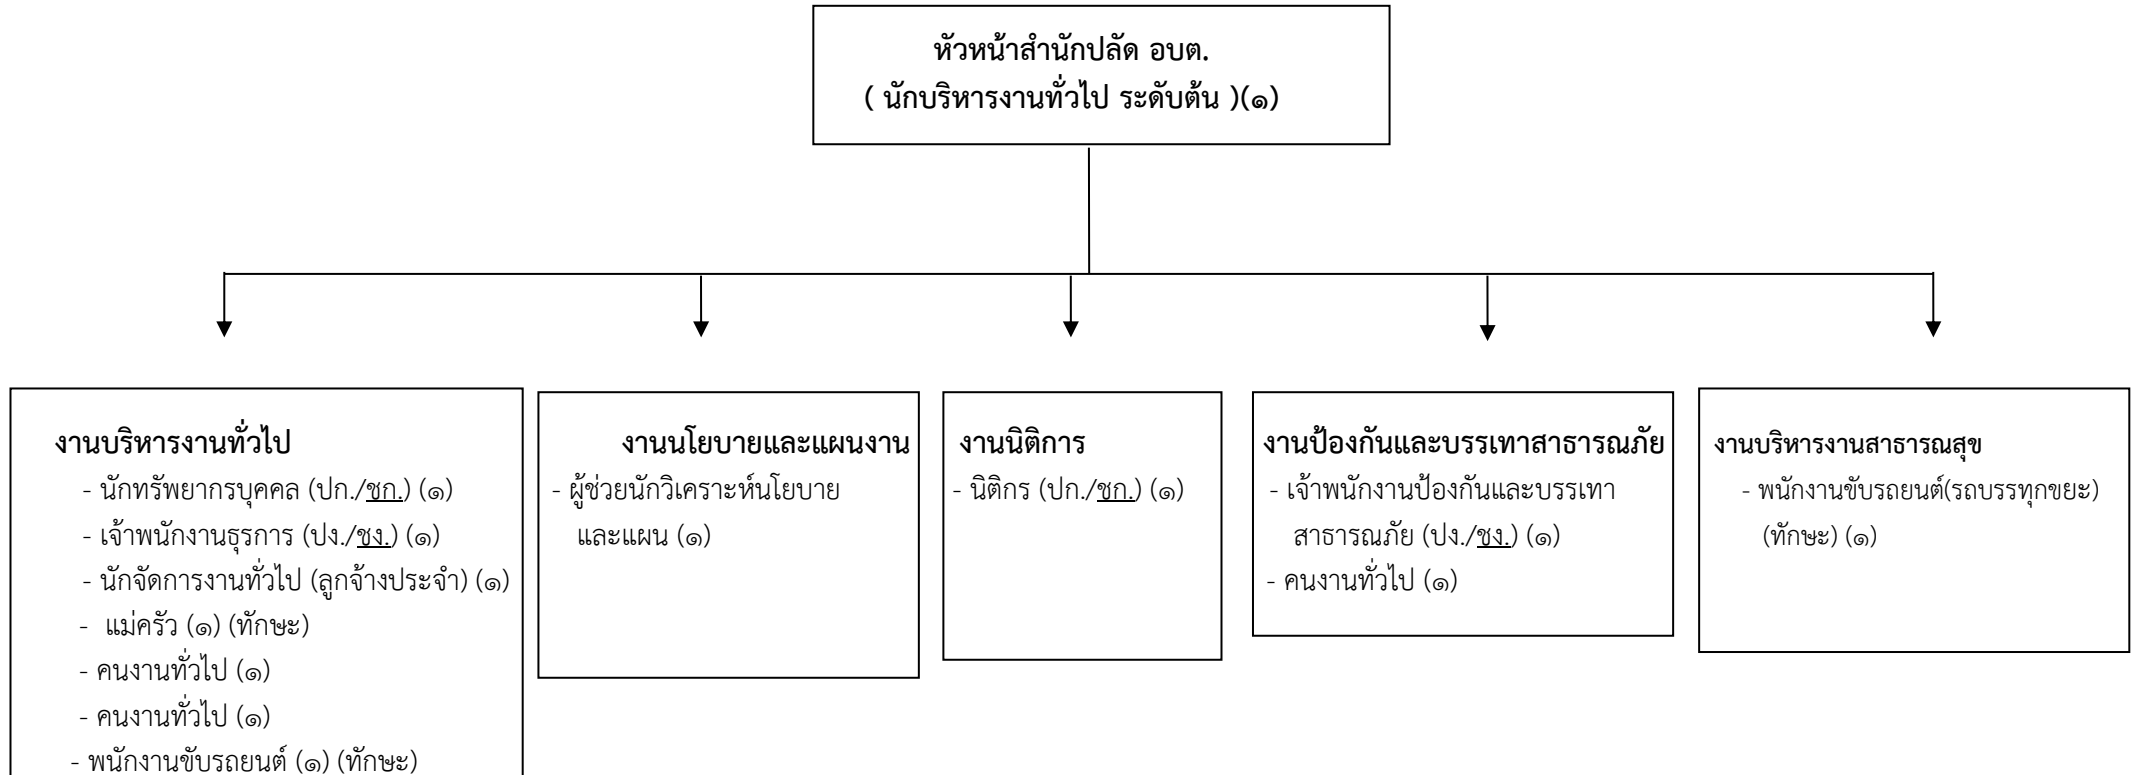 หัวหน้าสำนักปลัด อบต.
( นักบริหารงานทั่วไป ระดับต้น )(๑)
งานบริหารงานทั่วไป
- นักทรัพยากรบุคคล (ปก./ชก.) (๑)
- เจ้าพนักงานธุรการ (ปง./ชง.) (๑)
- นักจัดการงานทั่วไป (ลูกจ้างประจำ) (๑)
- แม่ครัว (๑) (ทักษะ)
- คนงานทั่วไป (๑)
- คนงานทั่วไป (๑)
- พนักงานขับรถยนต์ (๑) (ทักษะ)
งานนโยบายและแผนงาน
- ผู้ช่วยนักวิเคราะห์นโยบาย
และแผน (๑)
งานนิติการ
- นิติกร (ปก./ชก.) (๑)
งานป้องกันและบรรเทาสาธารณภัย
- เจ้าพนักงานป้องกันและบรรเทา
สาธารณภัย (ปง./ชง.) (๑)
- คนงานทั่วไป (๑)
งานบริหารงานสาธารณสุข
- พนักงานขับรถยนต์(รถบรรทุกขยะ)
(ทักษะ) (๑)